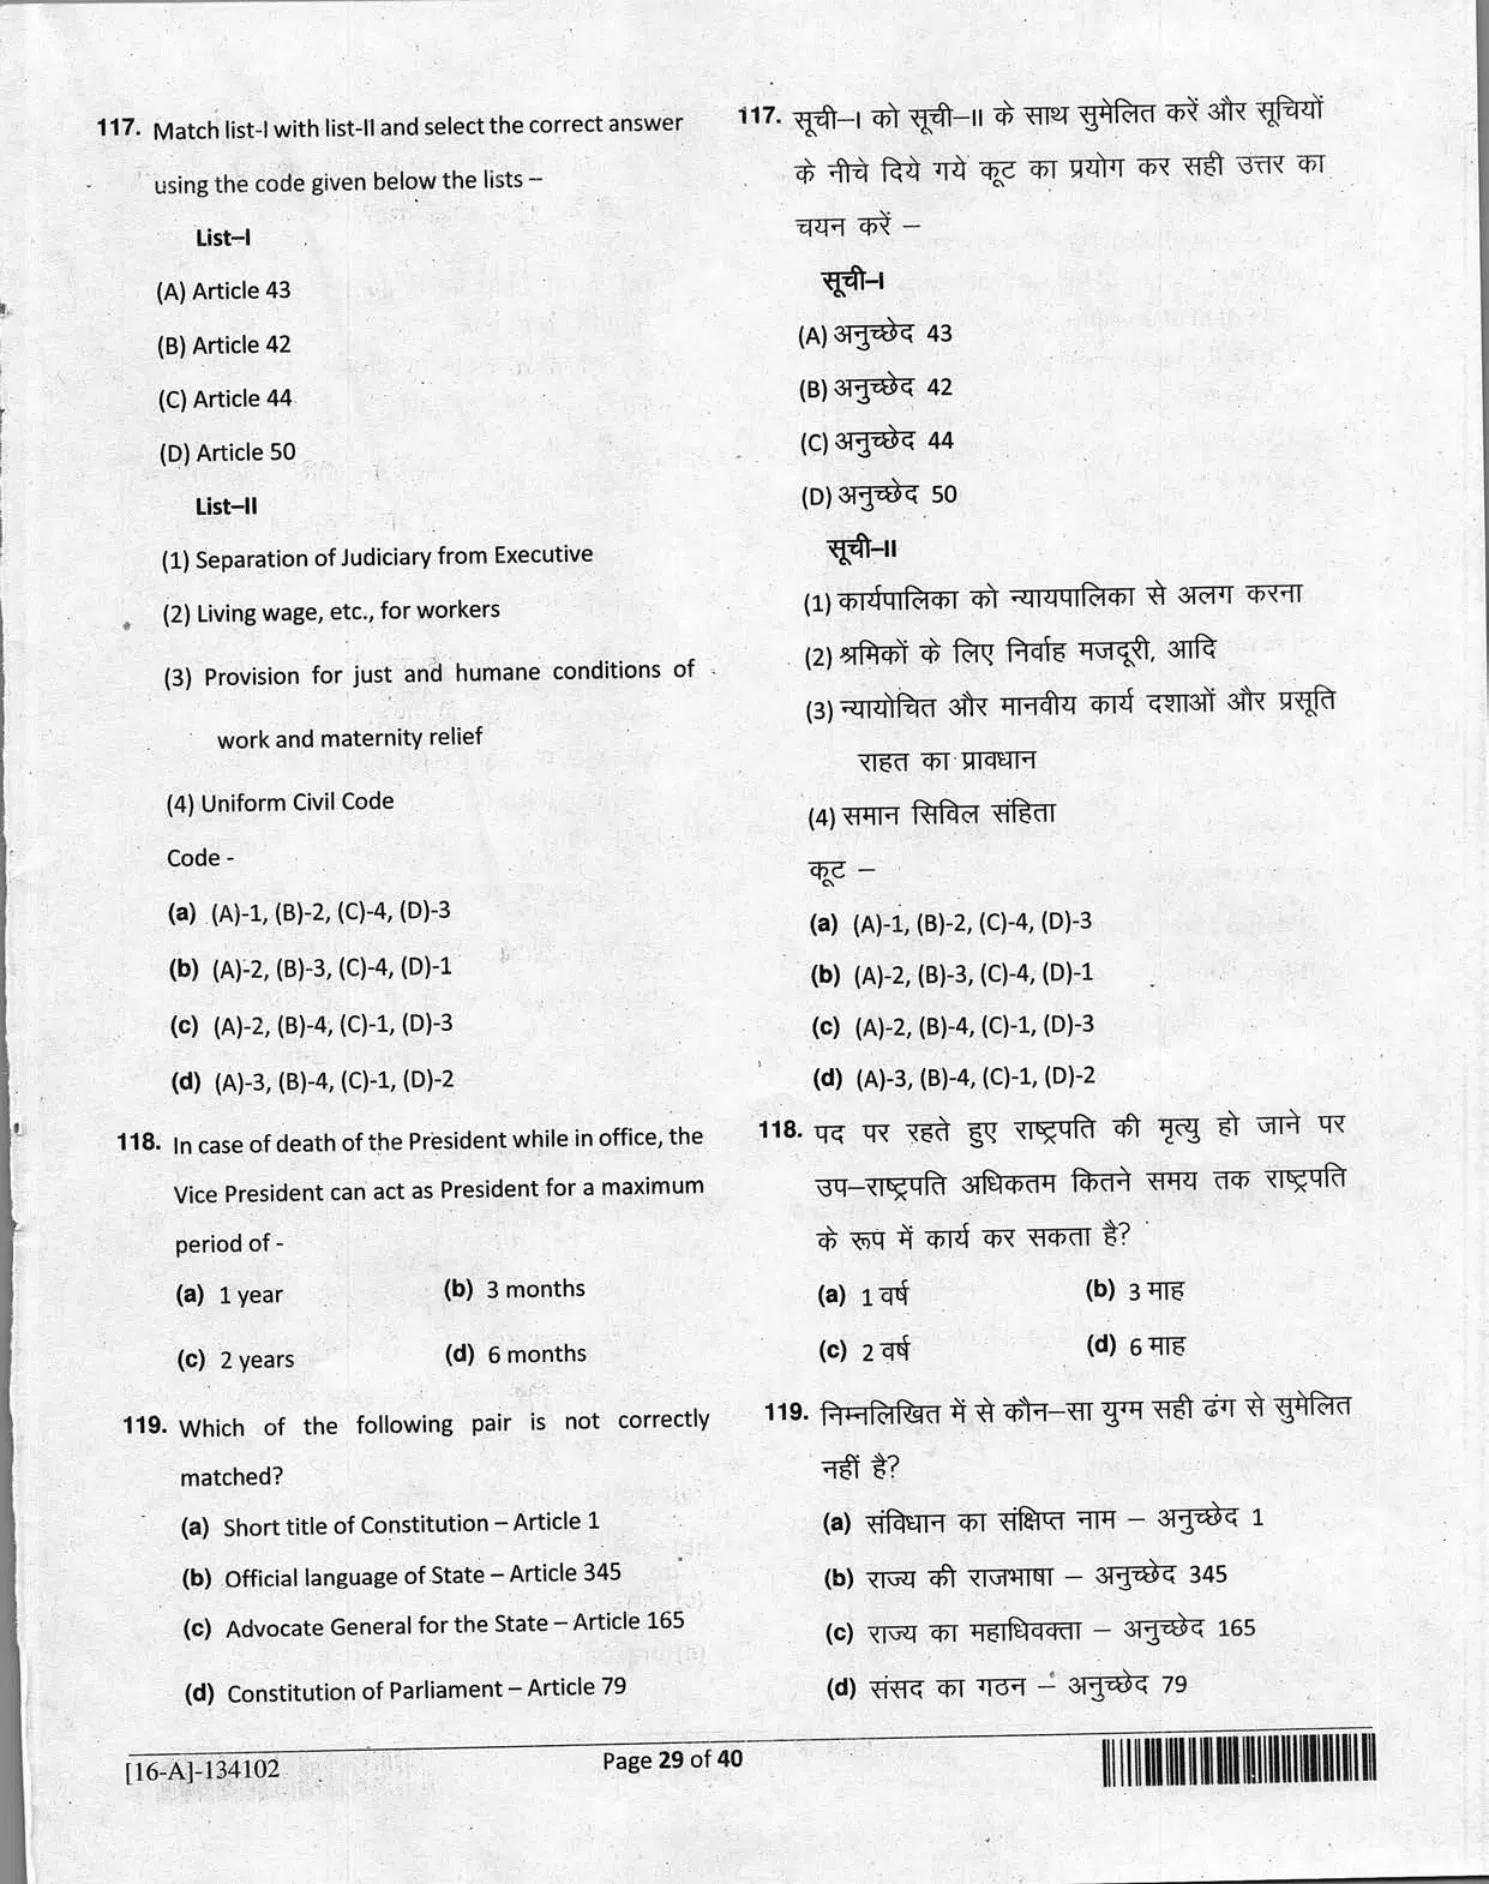 117. Match list-I with list-II and select the correct answer
using the code given below the lists –
List–I
(A) Article 43
(B) Article 42
(C) Article 44
(D) Article 50
List–II
(1) Separation of Judiciary from Executive
(2) Living wage, etc., for workers
(3) Provision for just and humane conditions of
work and maternity relief
(4) Uniform Civil Code
Code -
(a) (A)-1, (B)-2, (C)-4, (D)-3
(b) (A)-2, (B)-3, (C)-4, (D)-1
(c) (A)-2, (B)-4, (C)-1, (D)-3
(d) (A)-3, (B)-4, (C)-1, (D)-2
118. In case of death of the President while in office, the
Vice President can act as President for a maximum
period of -
(a) 1 year (b) 3 months
(c) 2 years (d) 6 months
119. Which of the following pair is not correctly
matched?
(a) Short title of Constitution – Article 1
(b) Official language of State – Article 345
(c) Advocate General for the State – Article 165
(d) Constitution of Parliament – Article 79
117. सूची–I को सूची–II के साथ सुमेलित करें और सूचियों
के नीचे दिये गये कूट का प्रयोग कर सही उत्तर का
चयन करें –
सूची–I
(A) अनुच्छेद 43
(B) अनुच्छेद 42
(C) अनुच्छेद 44
(D) अनुच्छेद 50
सूची–II
(1) कार्यपालिका को न्यायपालिका से अलग करना
(2) श्रमिकों के लिए निर्वाह मजदूरी, आदि
(3) न्यायोचित और मानवीय कार्य दशाओं और प्रसूति
राहत का प्रावधान
(4) समान सिविल संहिता
कूट –
(a) (A)-1, (B)-2, (C)-4, (D)-3
(b) (A)-2, (B)-3, (C)-4, (D)-1
(c) (A)-2, (B)-4, (C)-1, (D)-3
(d) (A)-3, (B)-4, (C)-1, (D)-2
118. पद पर रहते हुए राष्ट्रपति की मृत्यु हो जाने पर
उप–राष्ट्रपति अधिकतम कितने समय तक राष्ट्रपति
के रूप में कार्य कर सकता है?
(a) 1 वर्ष (b) 3 माह
(c) 2 वर्ष (d) 6 माह
119. निम्नलिखित में से कौन–सा युग्म सही ढंग से सुमेलित
नहीं है?
(a) संविधान का संक्षिप्त नाम – अनुच्छेद 1
(b) राज्य की राजभाषा – अनुच्छेद 345
(c) राज्य का महाधिवक्ता – अनुच्छेद 165
(d) संसद का गठन – अनुच्छेद 79
[16-A]-134102 Page 29 of 40